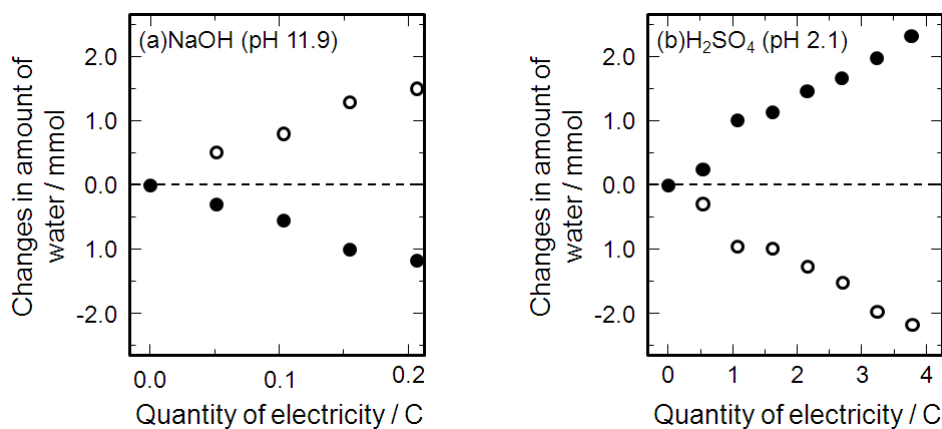 (a)NaOH (pH 11.9)
2.0
1.0
0.0
1.0
-2.0
Changes in amount of
water / mmol
0.0
0.1
0.2
Quantity of electricity / C
(b)H₂SO₄ (pH 2.1)
2.0
1.0
0.0
1.0
-2.0
Changes in amount of
water / mmol
0
1
2
3
4
Quantity of electricity / C